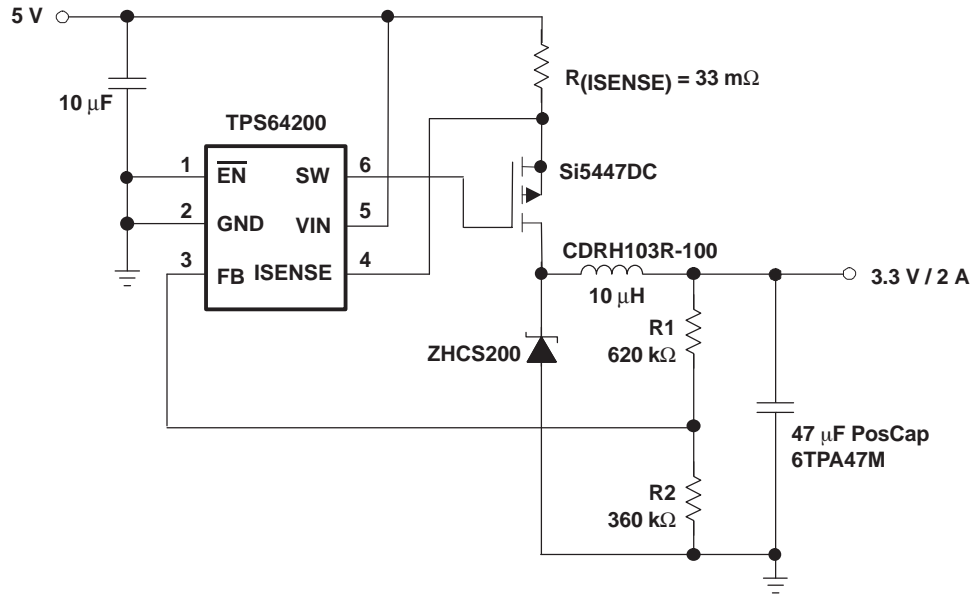 5 V
R(ISENSE) = 33 mΩ
10 μF
TPS64200
1
EN
SW
6
Si5447DC
2
GND
VIN
5
3
FB
ISENSE
4
CDRH103R-100
10 μH
3.3 V / 2 A
R1
620 kΩ
ZHCS200
47 μF PosCap
6TPA47M
R2
360 kΩ